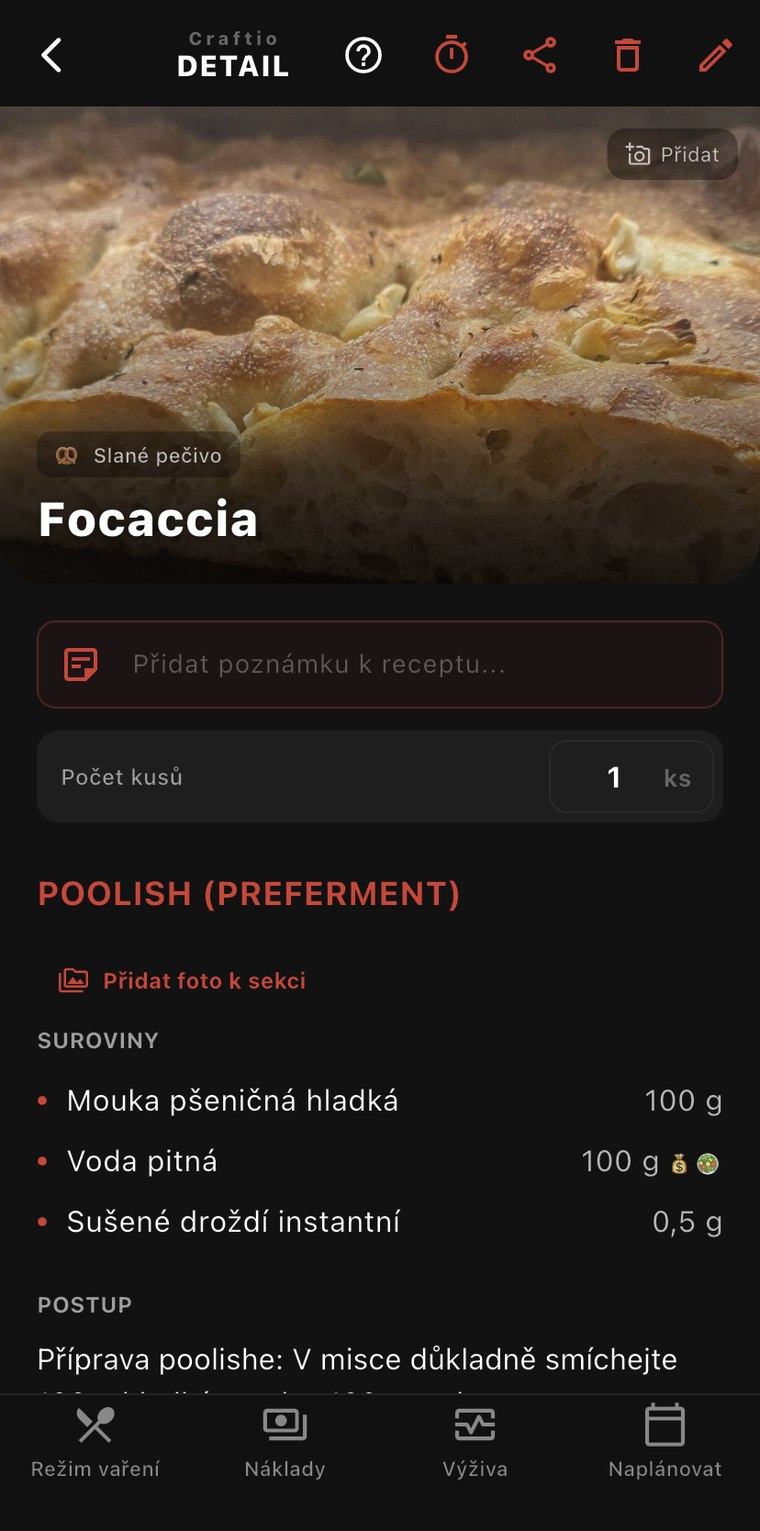 Craftio
DETAIL
Přidat
Slané pečivo
Focaccia
Přidat poznámku k receptu...
Počet kusů 1 ks
POOLISH (PREFERMENT)
Přidat foto k sekci
SUROVINY
• Mouka pšeničná hladká 100 g
• Voda pitná 100 g
• Sušené droždí instantní 0,5 g
POSTUP
Příprava poolishe: V misce důkladně smíchejte
Režim vaření Náklady Výživa Naplánovat